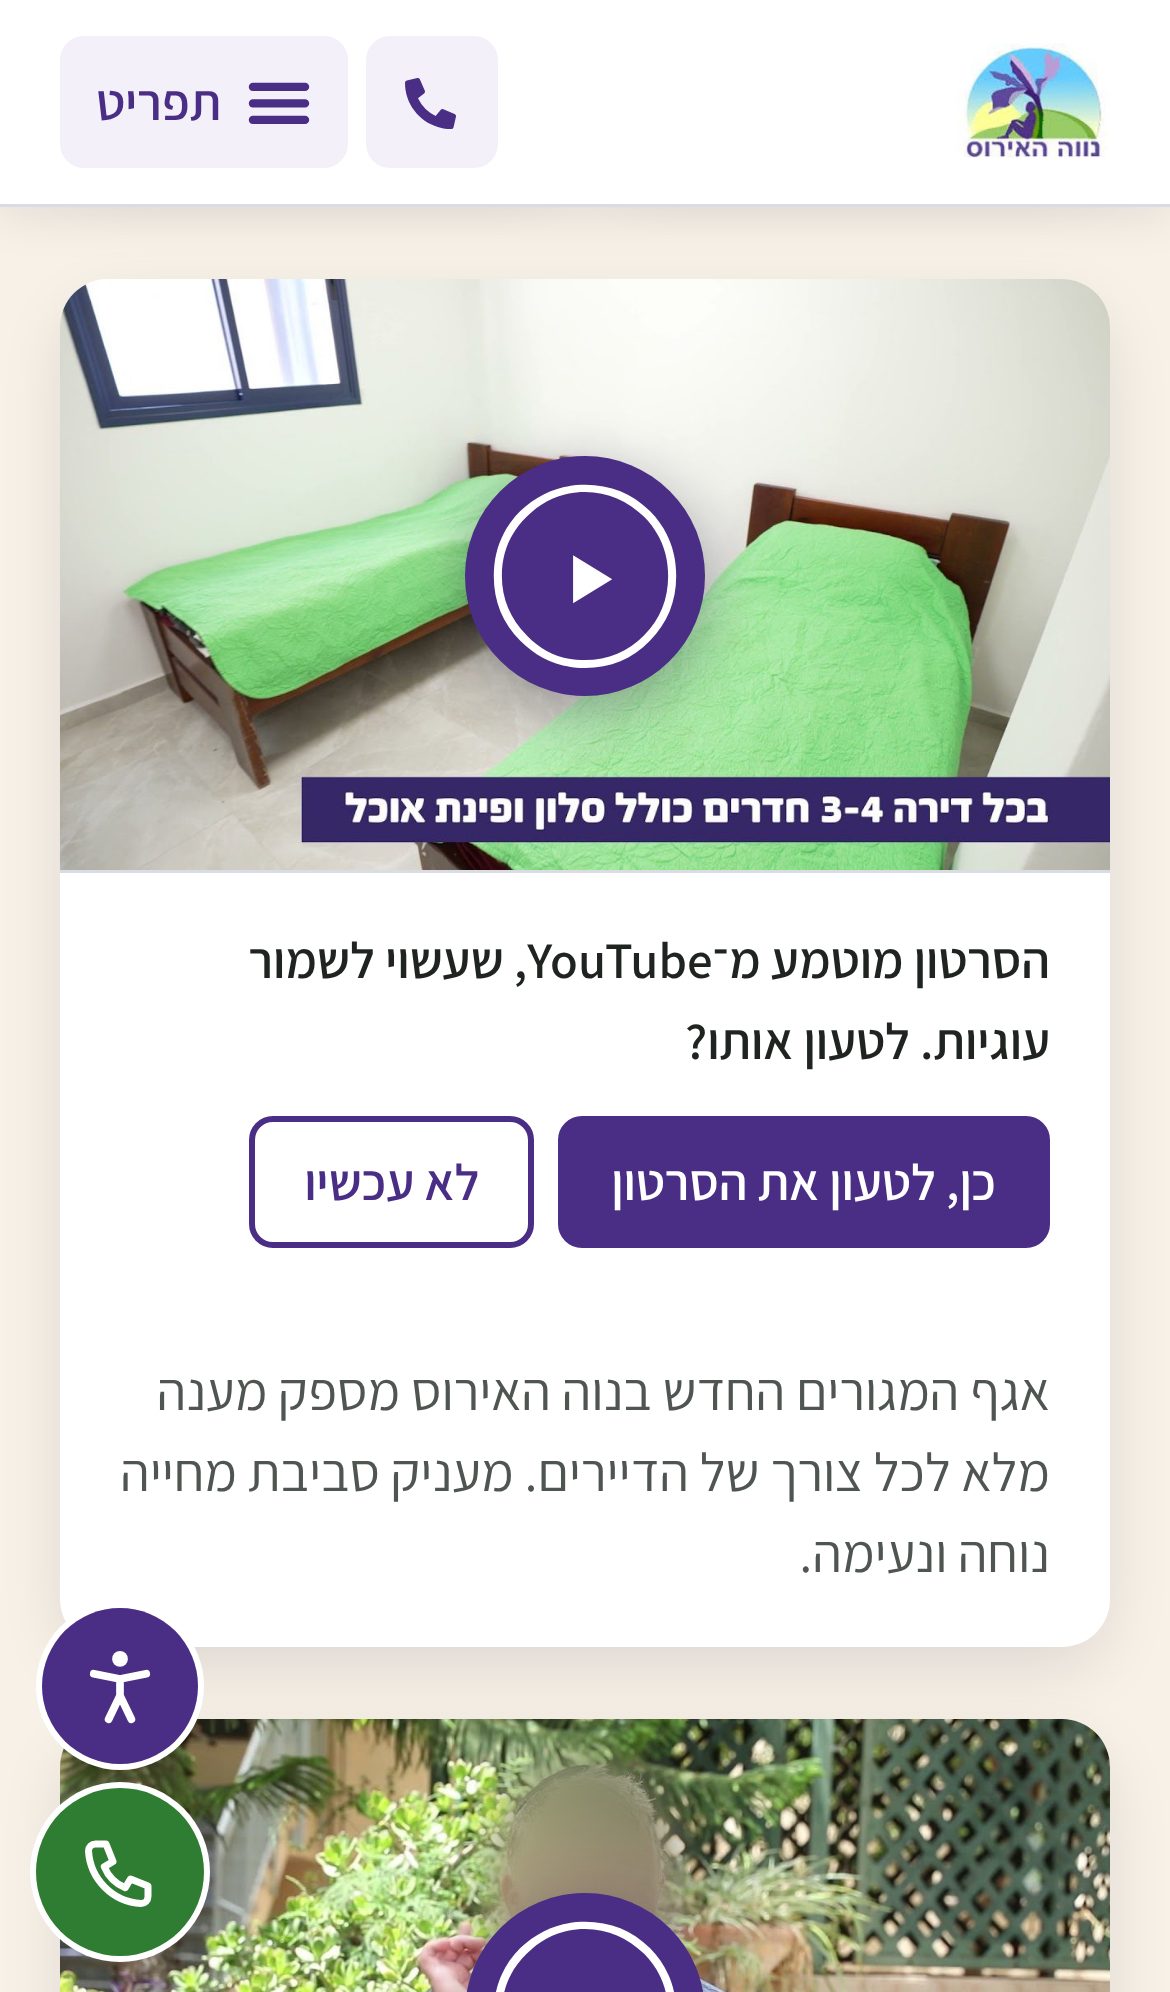 נווה האירוס
תפריט
בכל דירה 3-4 חדרים כולל סלון ופינת אוכל
הסרטון מוטמע מ־YouTube, שעשוי לשמור
עוגיות. לטעון אותו?
כן, לטעון את הסרטון
לא עכשיו
אגף המגורים החדש בנוה האירוס מספק מענה
מלא לכל צורך של הדיירים. מעניק סביבת מחייה
נוחה ונעימה.